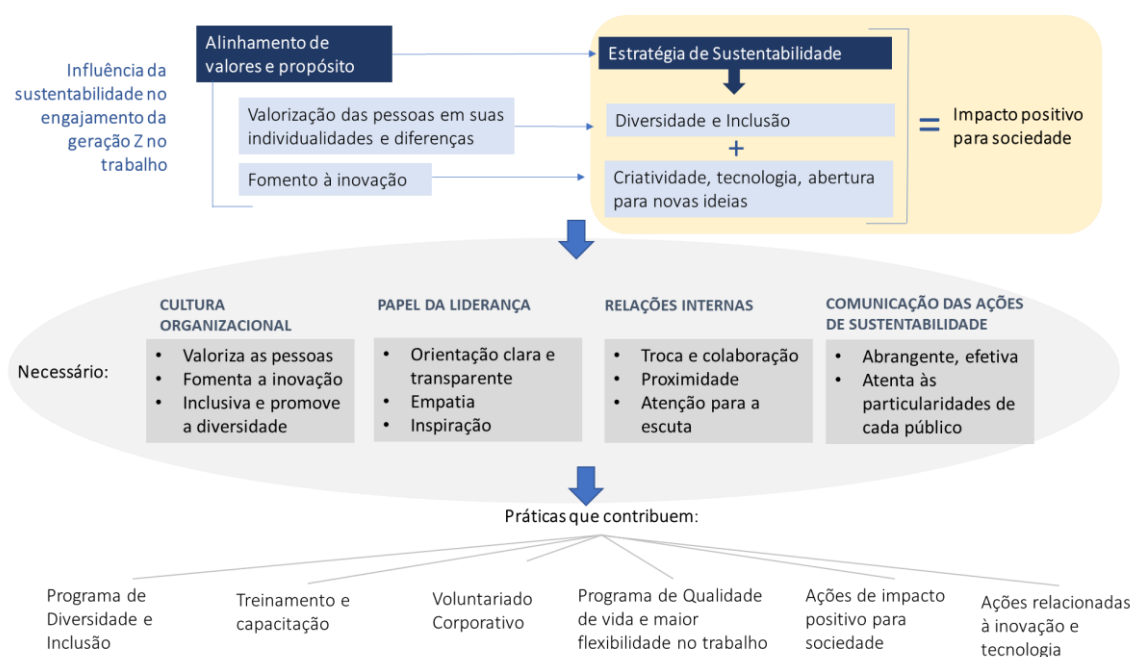 Influência da
sustentabilidade no
engajamento da
geração Z no
trabalho
Alinhamento de
valores e propósito
Estratégia de Sustentabilidade
Valorização das pessoas em suas
individualidades e diferenças
Diversidade e Inclusão
+
Fomento à inovação
Criatividade, tecnologia, abertura
para novas ideias
=
Impacto positivo
para sociedade
Necessário:
CULTURA
ORGANIZACIONAL
• Valoriza as pessoas
• Fomenta a inovação
• Inclusiva e promove
a diversidade
PAPEL DA LIDERANÇA
• Orientação clara e
transparente
• Empatia
• Inspiração
RELAÇÕES INTERNAS
• Troca e colaboração
• Proximidade
• Atenção para a
escuta
COMUNICAÇÃO DAS AÇÕES
DE SUSTENTABILIDADE
• Abrangente, efetiva
• Atenta às
particularidades de
cada público
Práticas que contribuem:
Programa de
Diversidade e
Inclusão
Treinamento e
capacitação
Voluntariado
Corporativo
Programa de Qualidade
de vida e maior
flexibilidade no trabalho
Ações de impacto
positivo para
sociedade
Ações relacionadas
à inovação e
tecnologia